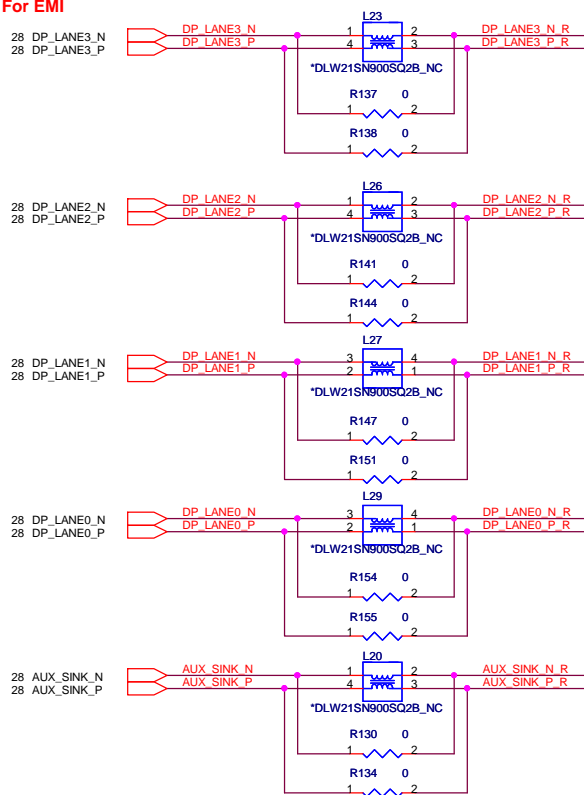 For EMI
L23
28 DP_LANE3_N DP_LANE3_N 1 2 DP_LANE3_N_R
28 DP_LANE3_P DP_LANE3_P 4 3 DP_LANE3_P_R
*DLW21SN900SQ2B_NC
R137 0
1 2
R138 0
1 2
L26
28 DP_LANE2_N DP_LANE2_N 1 2 DP_LANE2_N_R
28 DP_LANE2_P DP_LANE2_P 4 3 DP_LANE2_P_R
*DLW21SN900SQ2B_NC
R141 0
1 2
R144 0
1 2
L27
28 DP_LANE1_N DP_LANE1_N 3 4 DP_LANE1_N_R
28 DP_LANE1_P DP_LANE1_P 2 1 DP_LANE1_P_R
*DLW21SN900SQ2B_NC
R147 0
1 2
R151 0
1 2
L29
28 DP_LANE0_N DP_LANE0_N 3 4 DP_LANE0_N_R
28 DP_LANE0_P DP_LANE0_P 2 1 DP_LANE0_P_R
*DLW21SN900SQ2B_NC
R154 0
1 2
R155 0
1 2
L20
28 AUX_SINK_N AUX_SINK_N 1 2 AUX_SINK_N_R
28 AUX_SINK_P AUX_SINK_P 4 3 AUX_SINK_P_R
*DLW21SN900SQ2B_NC
R130 0
1 2
R134 0
1 2